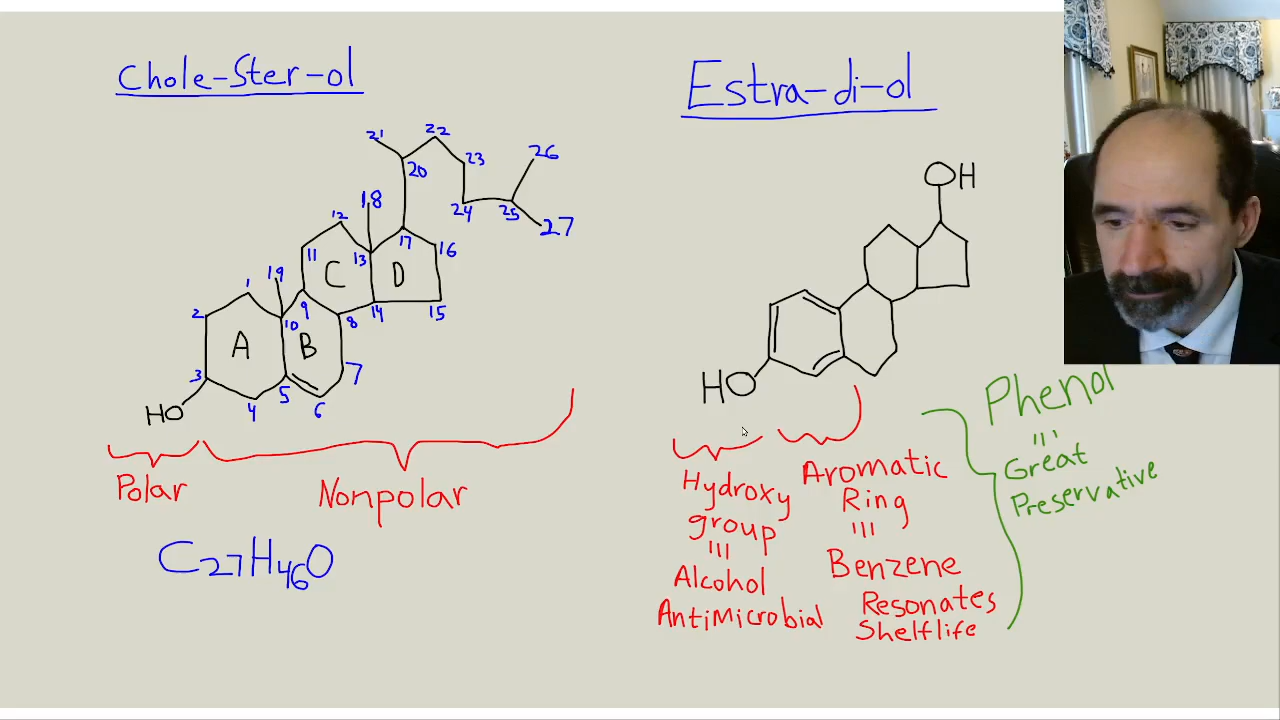 Chole-Ster-ol
21
22
20
23
26
24
25
27
18
12
11
13
17
16
C
D
19
1
2
10
9
8
14
15
A
B
3
4
5
6
7
HO
Polar
Nonpolar
C27H46O
Estra-di-ol
OH
HO
Hydroxy
group
Alcohol
AntiMicrobial
Aromatic
Ring
Benzene
Resonates
Shelflife
Phenol
Great
Preservative